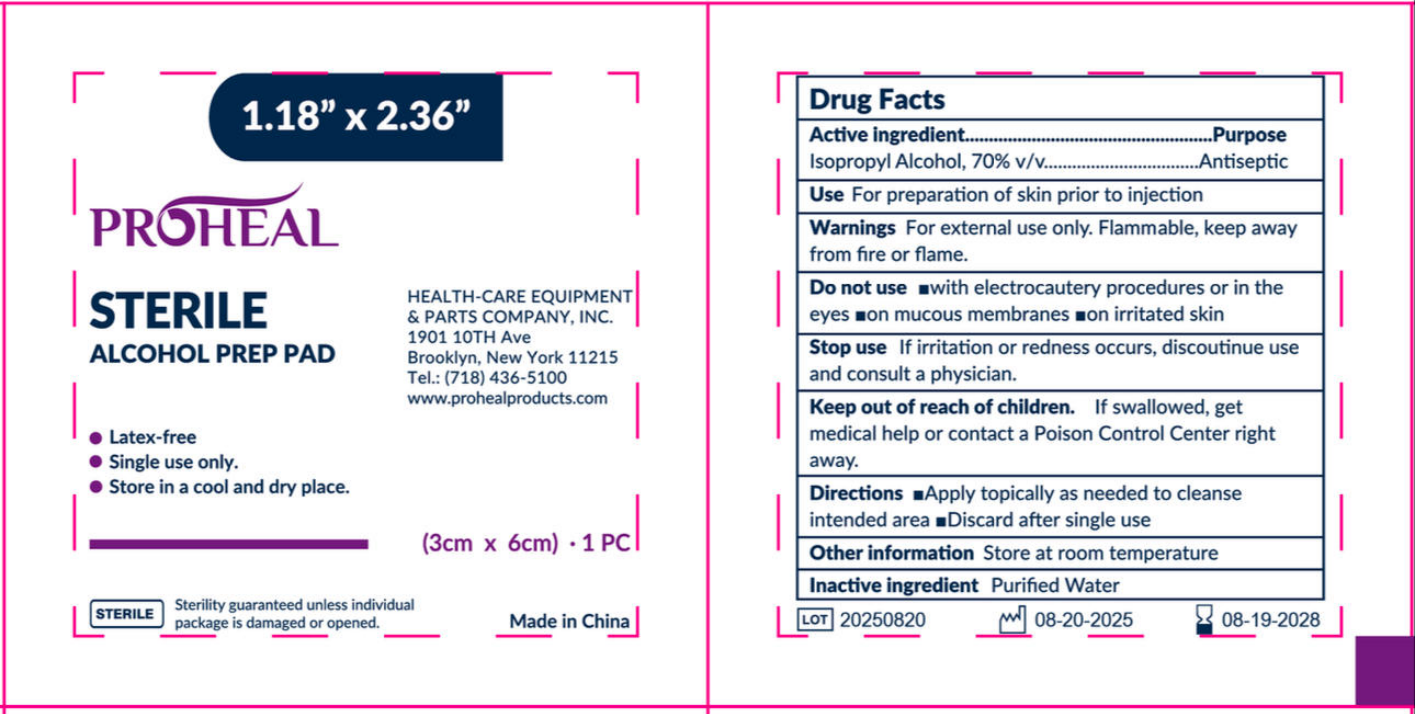 1.18” x 2.36”
PROHEAL
STERILE
ALCOHOL PREP PAD
HEALTH-CARE EQUIPMENT
& PARTS COMPANY, INC.
1901 10TH Ave
Brooklyn, New York 11215
Tel.: (718) 436-5100
www.prohealproducts.com
● Latex-free
● Single use only.
● Store in a cool and dry place.
(3cm x 6cm) · 1 PC
STERILE
Sterility guaranteed unless individual
package is damaged or opened.
Made in China
Drug Facts
Active ingredient....................................................Purpose
Isopropyl Alcohol, 70% v/v.................................Antiseptic
Use For preparation of skin prior to injection
Warnings For external use only. Flammable, keep away
from fire or flame.
Do not use ■with electrocautery procedures or in the
eyes ■on mucous membranes ■on irritated skin
Stop use If irritation or redness occurs, discoutinue use
and consult a physician.
Keep out of reach of children. If swallowed, get
medical help or contact a Poison Control Center right
away.
Directions ■Apply topically as needed to cleanse
intended area ■Discard after single use
Other information Store at room temperature
Inactive ingredient Purified Water
LOT 20250820 08-20-2025 08-19-2028